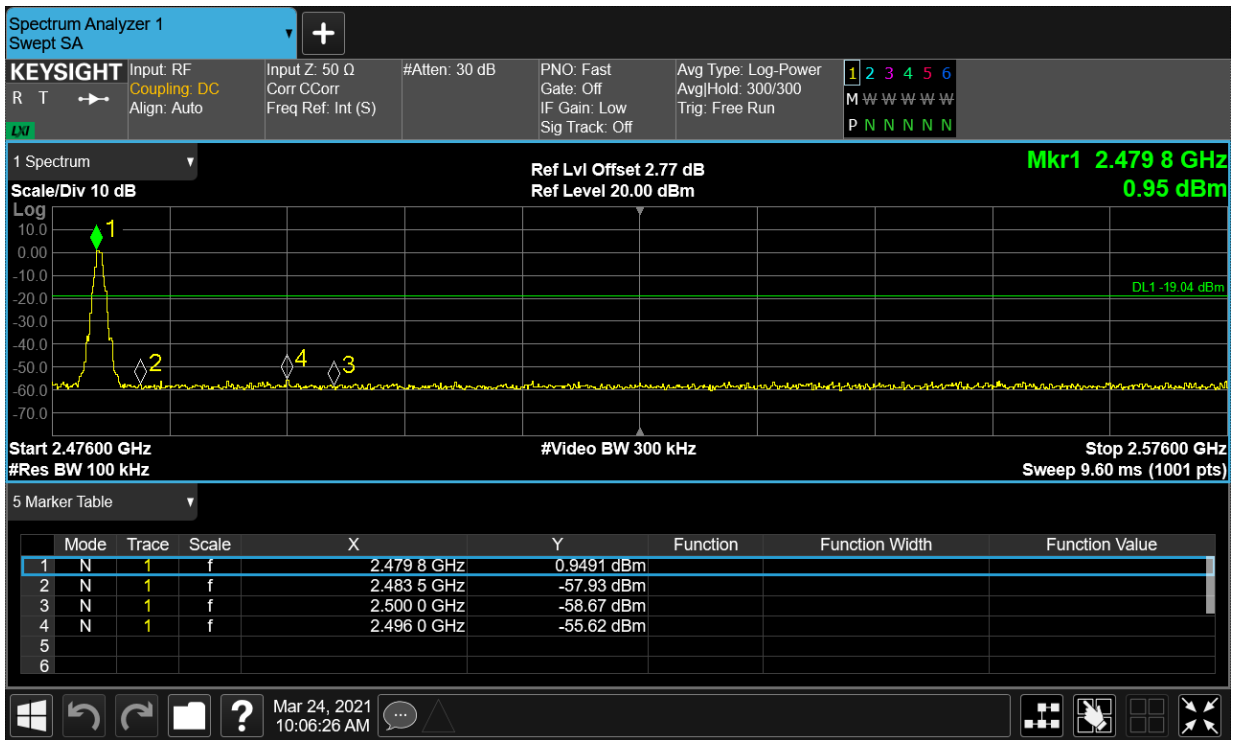 Spectrum Analyzer 1
Swept SA
+
KEYSIGHT
R T
LXI
Input: RF
Coupling: DC
Align: Auto
Input Z: 50 Ω
Corr CCorr
Freq Ref: Int (S)
#Atten: 30 dB
PNO: Fast
Gate: Off
IF Gain: Low
Sig Track: Off
Avg Type: Log-Power
Avg|Hold: 300/300
Trig: Free Run
1 2 3 4 5 6
M W W W W W
P N N N N N
1 Spectrum
Scale/Div 10 dB
Ref Lvl Offset 2.77 dB
Ref Level 20.00 dBm
Mkr1 2.479 8 GHz
0.95 dBm
Log
10.0
0.00
-10.0
-20.0
-30.0
-40.0
-50.0
-60.0
-70.0
1
2
4
3
DL1 -19.04 dBm
Start 2.47600 GHz
#Res BW 100 kHz
#Video BW 300 kHz
Stop 2.57600 GHz
Sweep 9.60 ms (1001 pts)
5 Marker Table
Mode Trace Scale X Y Function Function Width Function Value
1 N 1 f 2.479 8 GHz 0.9491 dBm
2 N 1 f 2.483 5 GHz -57.93 dBm
3 N 1 f 2.500 0 GHz -58.67 dBm
4 N 1 f 2.496 0 GHz -55.62 dBm
5
6
?
Mar 24, 2021
10:06:26 AM